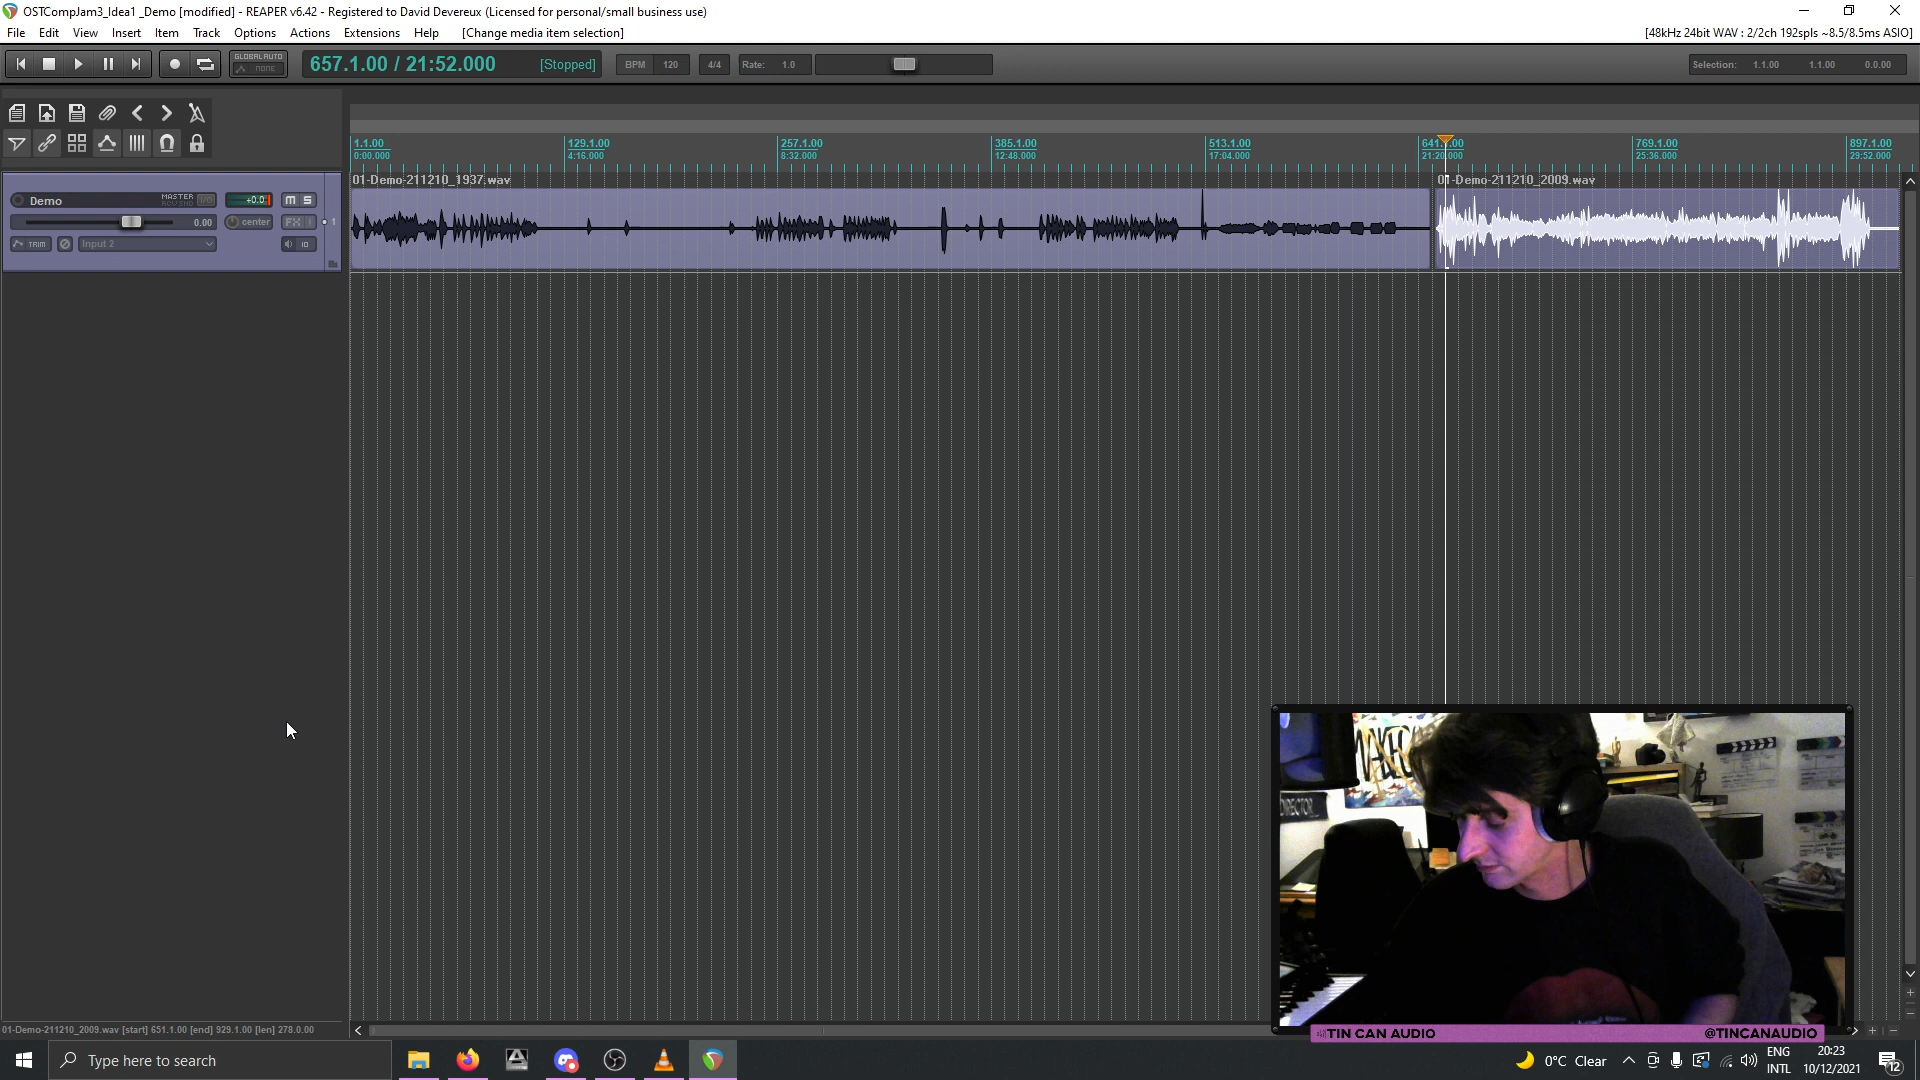 OSTCompJam3_Idea1 _Demo [modified] - REAPER v6.42 - Registered to David Devereux (Licensed for personal/small business use)
File Edit View Insert Item Track Options Actions Extensions Help [Change media item selection]
[48kHz 24bit WAV : 2/2ch 192spls ~8.5/8.5ms ASIO]
GLOBAL AUTO
NONE
657.1.00 / 21:52.000 [Stopped]
BPM 120 4/4 Rate: 1.0
Selection: 1.1.00 1.1.00 0.0.00
1.1.00 129.1.00 257.1.00 385.1.00 513.1.00 769.1.00 897.1.00
0:00.000 4:16.000 8:32.000 12:48.000 17:04.000 21:20.000 25:36.000 29:52.000
01-Demo-211210_1937.wav 01-Demo-211210_2009.wav
Demo MASTER I/O +0.0 M S
0.00 center FX 1
TRIM Input 2
MAKE
DIRECTOR
TIN CAN AUDIO @TINCANAUDIO
01-Demo-211210_2009.wav [start] 651.1.00 [end] 929.1.00 [len] 278.0.00
Type here to search
0°C Clear
ENG
INTL
20:23
10/12/2021
12